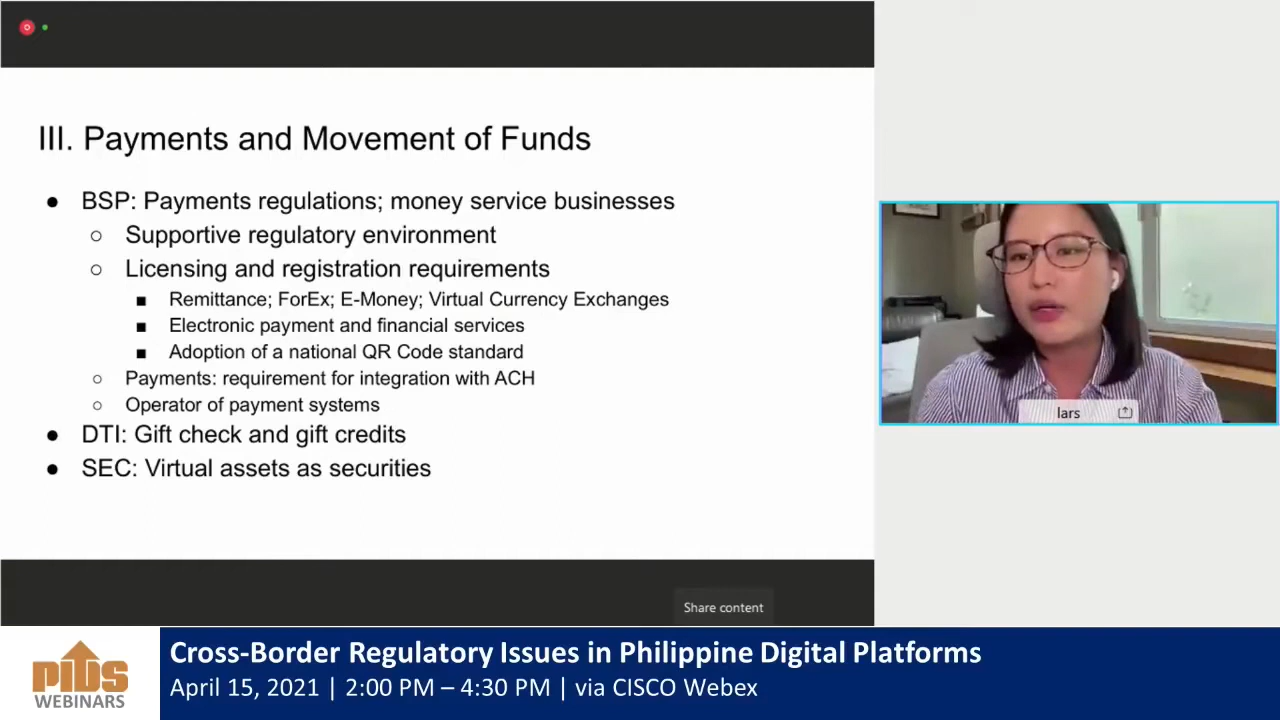 III. Payments and Movement of Funds
● BSP: Payments regulations; money service businesses
○ Supportive regulatory environment
○ Licensing and registration requirements
■ Remittance; ForEx; E-Money; Virtual Currency Exchanges
■ Electronic payment and financial services
■ Adoption of a national QR Code standard
○ Payments: requirement for integration with ACH
○ Operator of payment systems
● DTI: Gift check and gift credits
● SEC: Virtual assets as securities
lars
Share content
PIDS
WEBINARS
Cross-Border Regulatory Issues in Philippine Digital Platforms
April 15, 2021 | 2:00 PM – 4:30 PM | via CISCO Webex